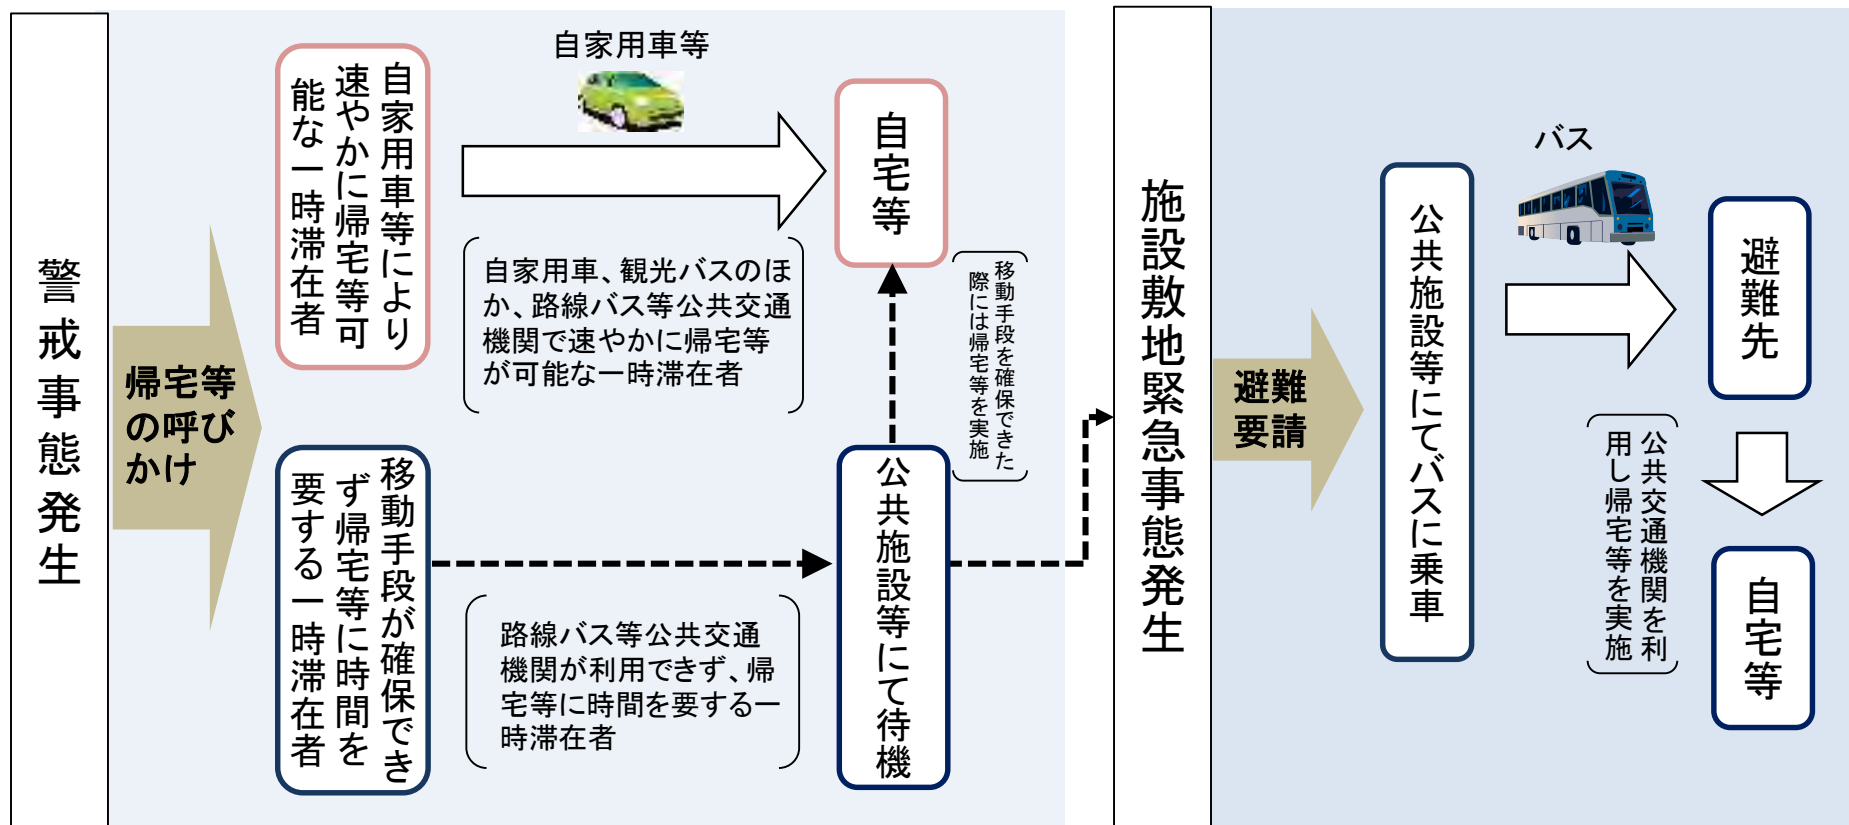 警戒事態発生
帰宅等
の呼び
かけ
自家用車等により
速やかに帰宅等可
能な一時滞在者
自家用車等
自宅等
自家用車、観光バスのほ
か、路線バス等公共交通
機関で速やかに帰宅等
が可能な一時滞在者
移動手段を確保できた
際には帰宅等を実施
移動手段が確保でき
ず帰宅等に時間を
要する一時滞在者
路線バス等公共交通
機関が利用できず、帰
宅等に時間を要する一
時滞在者
公共施設等にて待機
施設敷地緊急事態発生
避難
要請
公共施設等にてバスに乗車
バス
避難先
公共交通機関を利
用し帰宅等を実施
自宅等